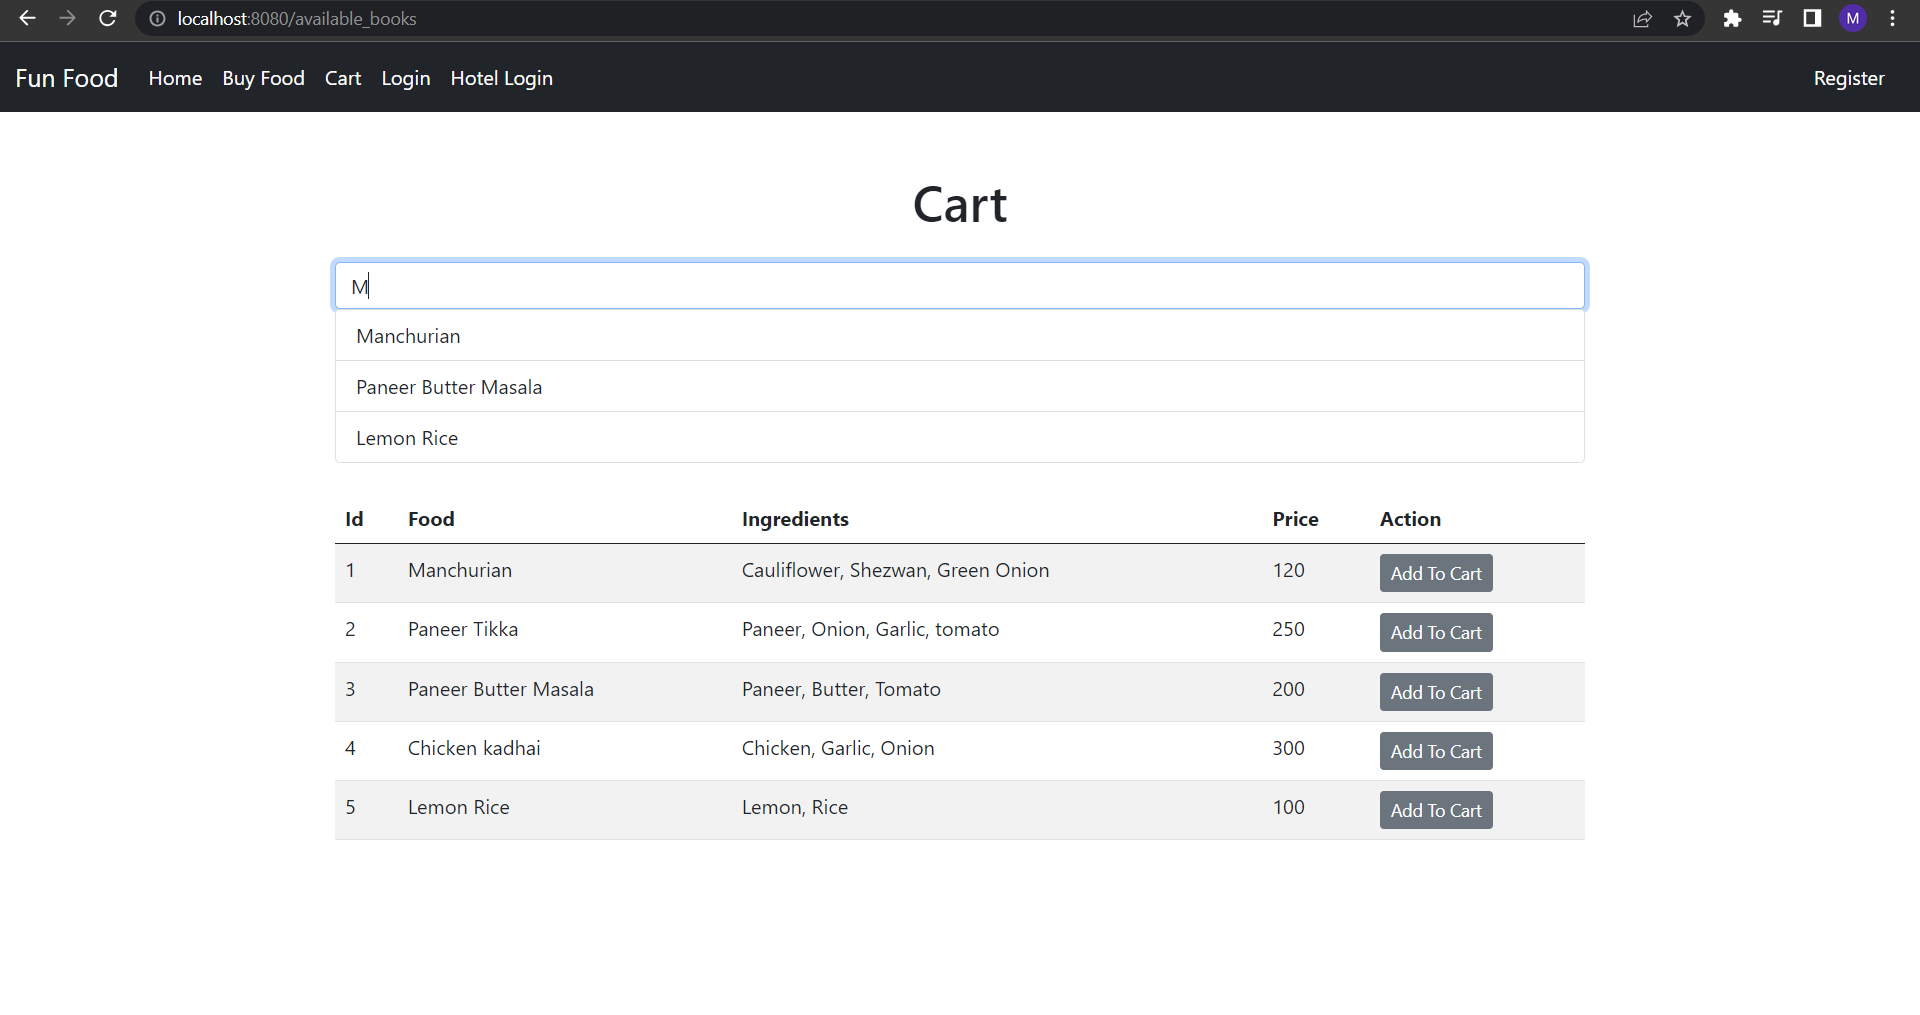 localhost:8080/available_books
M
Fun Food Home Buy Food Cart Login Hotel Login Register
Cart
M
Manchurian
Paneer Butter Masala
Lemon Rice
Id Food Ingredients Price Action
1 Manchurian Cauliflower, Shezwan, Green Onion 120 Add To Cart
2 Paneer Tikka Paneer, Onion, Garlic, tomato 250 Add To Cart
3 Paneer Butter Masala Paneer, Butter, Tomato 200 Add To Cart
4 Chicken kadhai Chicken, Garlic, Onion 300 Add To Cart
5 Lemon Rice Lemon, Rice 100 Add To Cart